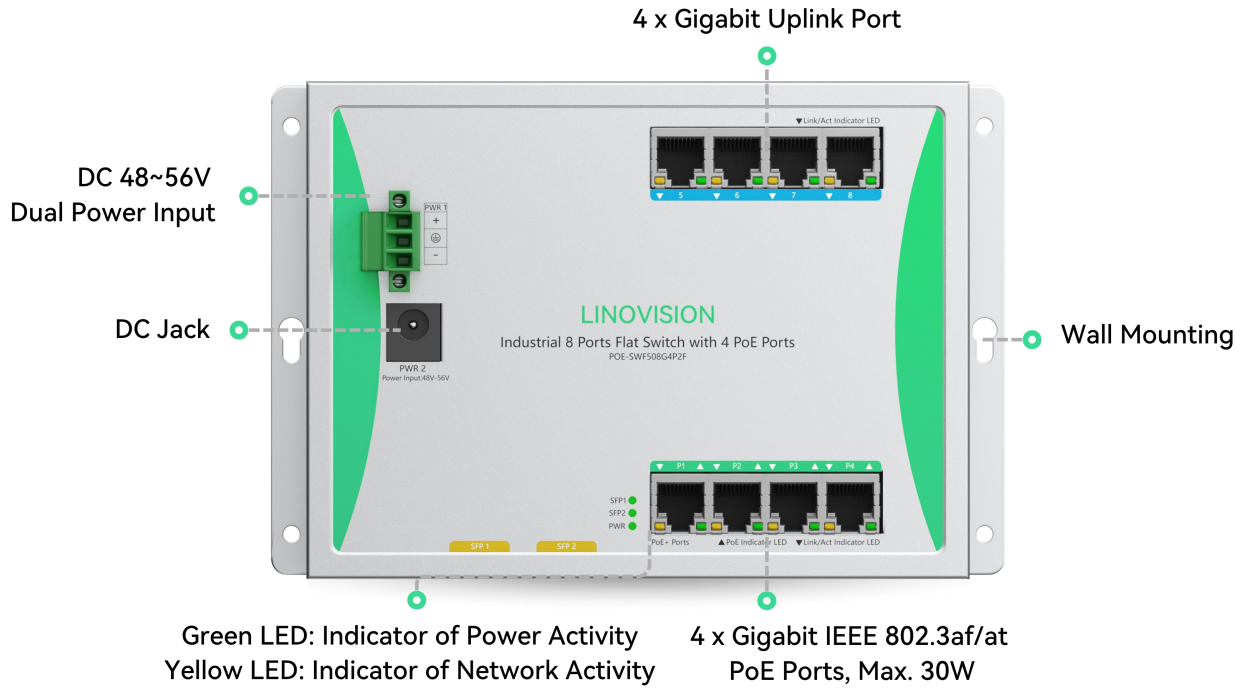 4 x Gigabit Uplink Port
▼Link/Act Indicator LED
▼ 5 ▼ 6 ▼ 7 ▼ 8
DC 48~56V
Dual Power Input
PWR 1
+
-
DC Jack
PWR 2
Power Input:48V-56V
LINOVISION
Industrial 8 Ports Flat Switch with 4 PoE Ports
POE-SWF508G4P2F
Wall Mounting
▼ P1 ▲ ▼ P2 ▲ ▼ P3 ▲ ▼ P4 ▲
SFP1
SFP2
PWR
PoE+ Ports ▲PoE Indicator LED ▼Link/Act Indicator LED
SFP 1 SFP 2
Green LED: Indicator of Power Activity
Yellow LED: Indicator of Network Activity
4 x Gigabit IEEE 802.3af/at
PoE Ports, Max. 30W